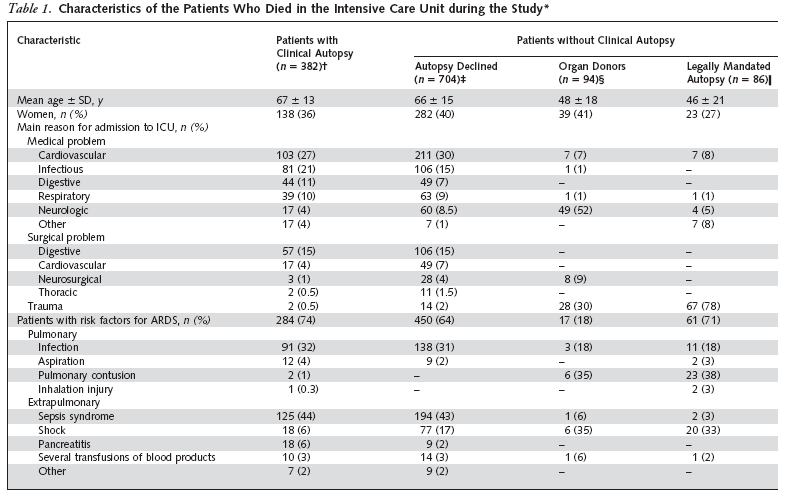 Table 1. Characteristics of the Patients Who Died in the Intensive Care Unit during the Study*
Characteristic Patients with Clinical Autopsy (n = 382)† Patients without Clinical Autopsy
Autopsy Declined (n = 704)‡ Organ Donors (n = 94)§ Legally Mandated Autopsy (n = 86)‖
Mean age ± SD, y 67 ± 13 66 ± 15 48 ± 18 46 ± 21
Women, n (%) 138 (36) 282 (40) 39 (41) 23 (27)
Main reason for admission to ICU, n (%)
Medical problem
Cardiovascular 103 (27) 211 (30) 7 (7) 7 (8)
Infectious 81 (21) 106 (15) 1 (1) –
Digestive 44 (11) 49 (7) – –
Respiratory 39 (10) 63 (9) 1 (1) 1 (1)
Neurologic 17 (4) 60 (8.5) 49 (52) 4 (5)
Other 17 (4) 7 (1) – 7 (8)
Surgical problem
Digestive 57 (15) 106 (15) – –
Cardiovascular 17 (4) 49 (7) – –
Neurosurgical 3 (1) 28 (4) 8 (9) –
Thoracic 2 (0.5) 11 (1.5) – –
Trauma 2 (0.5) 14 (2) 28 (30) 67 (78)
Patients with risk factors for ARDS, n (%) 284 (74) 450 (64) 17 (18) 61 (71)
Pulmonary
Infection 91 (32) 138 (31) 3 (18) 11 (18)
Aspiration 12 (4) 9 (2) – 2 (3)
Pulmonary contusion 2 (1) – 6 (35) 23 (38)
Inhalation injury 1 (0.3) – – 2 (3)
Extrapulmonary
Sepsis syndrome 125 (44) 194 (43) 1 (6) 2 (3)
Shock 18 (6) 77 (17) 6 (35) 20 (33)
Pancreatitis 18 (6) 9 (2) – –
Several transfusions of blood products 10 (3) 14 (3) 1 (6) 1 (2)
Other 7 (2) 9 (2) – –